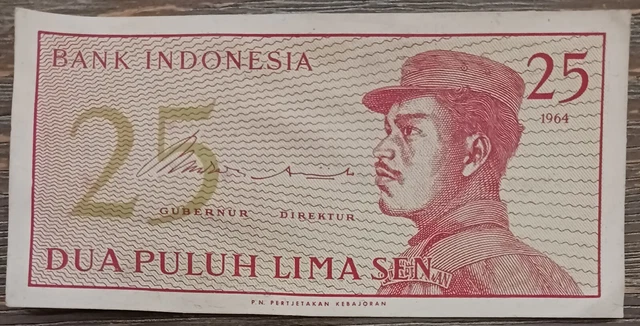 BANK INDONESIA
25
1964
25
GUBERNUR DIREKTUR
DUA PULUH LIMA SEN
P.N. PERTJETAKAN KEBAJORAN